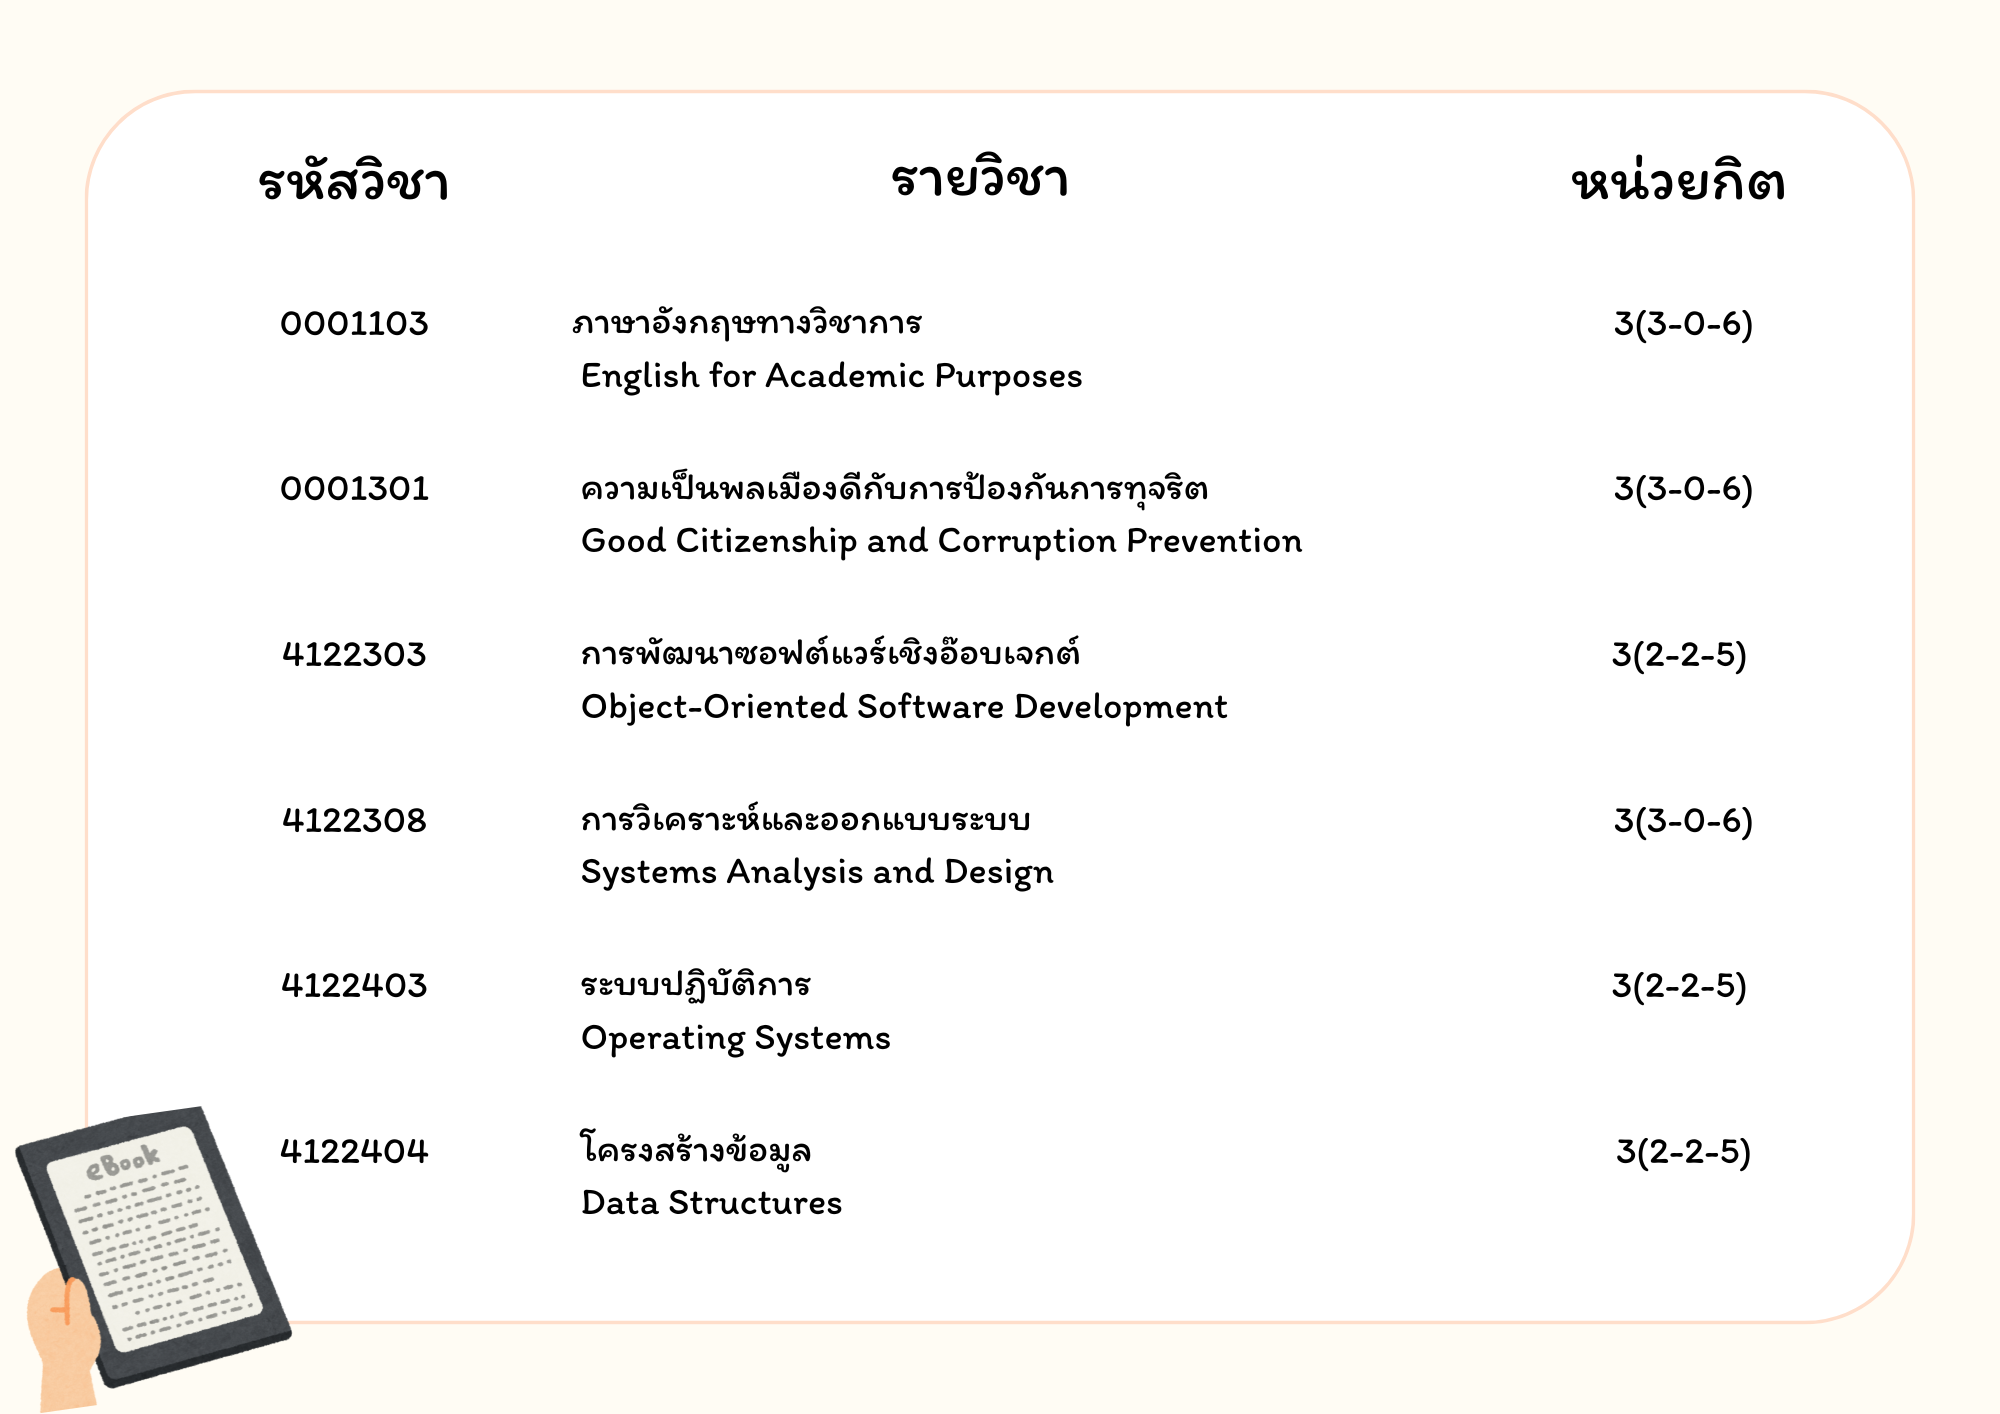 รหัสวิชา รายวิชา หน่วยกิต
0001103 ภาษาอังกฤษทางวิชาการ 3(3-0-6)
English for Academic Purposes
0001301 ความเป็นพลเมืองดีกับการป้องกันการทุจริต 3(3-0-6)
Good Citizenship and Corruption Prevention
4122303 การพัฒนาซอฟต์แวร์เชิงอ๊อบเจกต์ 3(2-2-5)
Object-Oriented Software Development
4122308 การวิเคราะห์และออกแบบระบบ 3(3-0-6)
Systems Analysis and Design
4122403 ระบบปฏิบัติการ 3(2-2-5)
Operating Systems
4122404 โครงสร้างข้อมูล 3(2-2-5)
Data Structures
eBook